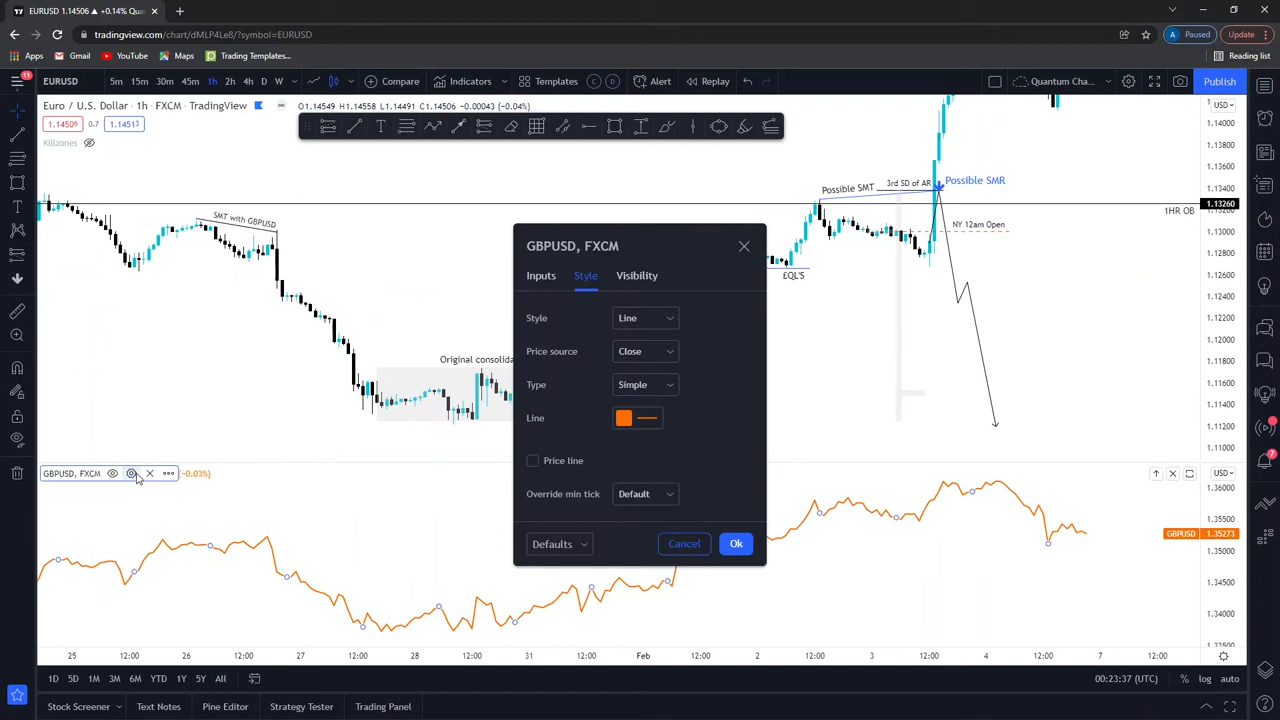 EURUSD 1.14506 ▲ +0.14% Quan
tradingview.com/chart/dMLP4Le8/?symbol=EURUSD
Paused
Update
Apps
Gmail
YouTube
Maps
Trading Templates...
Reading list
11
EURUSD
5m 15m 30m 45m 1h 2h 4h D W
Compare
Indicators
Templates
Alert
Replay
Quantum Cha...
Publish
Euro / U.S. Dollar · 1h · FXCM · TradingView
O1.14549 H1.14558 L1.14491 C1.14506 −0.00043 (−0.04%)
USD
1.14506
0.7
1.14513
Killzones
1.14000
1.13600
1.13400
1.13260
1.13000
1.12800
1.12600
1.12400
1.12200
1.12000
1.11800
1.11600
1.11400
1.11200
1.11000
SMT with GBPUSD
Original consolida
Possible SMT
3rd SD of AR
Possible SMR
1HR OB
NY 12am Open
£QL'S
GBPUSD, FXCM
Inputs
Style
Visibility
Style
Line
Price source
Close
Type
Simple
Line
Price line
Override min tick
Default
Defaults
Cancel
Ok
GBPUSD, FXCM
(−0.03%)
USD
1.36000
1.35500
GBPUSD
1.35273
1.35000
1.34500
1.34000
1.33500
7
25 12:00 26 12:00 27 12:00 28 12:00 31 12:00 Feb 12:00 2 12:00 3 12:00 4 12:00 7 12:00
1D 5D 1M 3M 6M YTD 1Y 5Y All
00:23:37 (UTC)
%
log
auto
Stock Screener
Text Notes
Pine Editor
Strategy Tester
Trading Panel